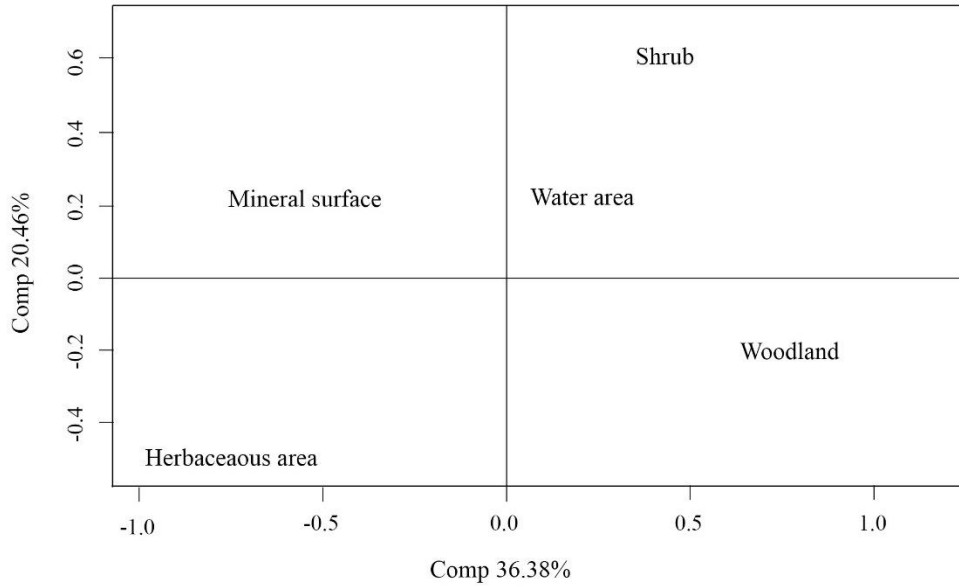 0.6
Shrub
0.4
Mineral surface
Water area
0.2
Comp 20.46%
0.0
-0.2
Woodland
-0.4
Herbaceaous area
-1.0
-0.5
0.0
0.5
1.0
Comp 36.38%